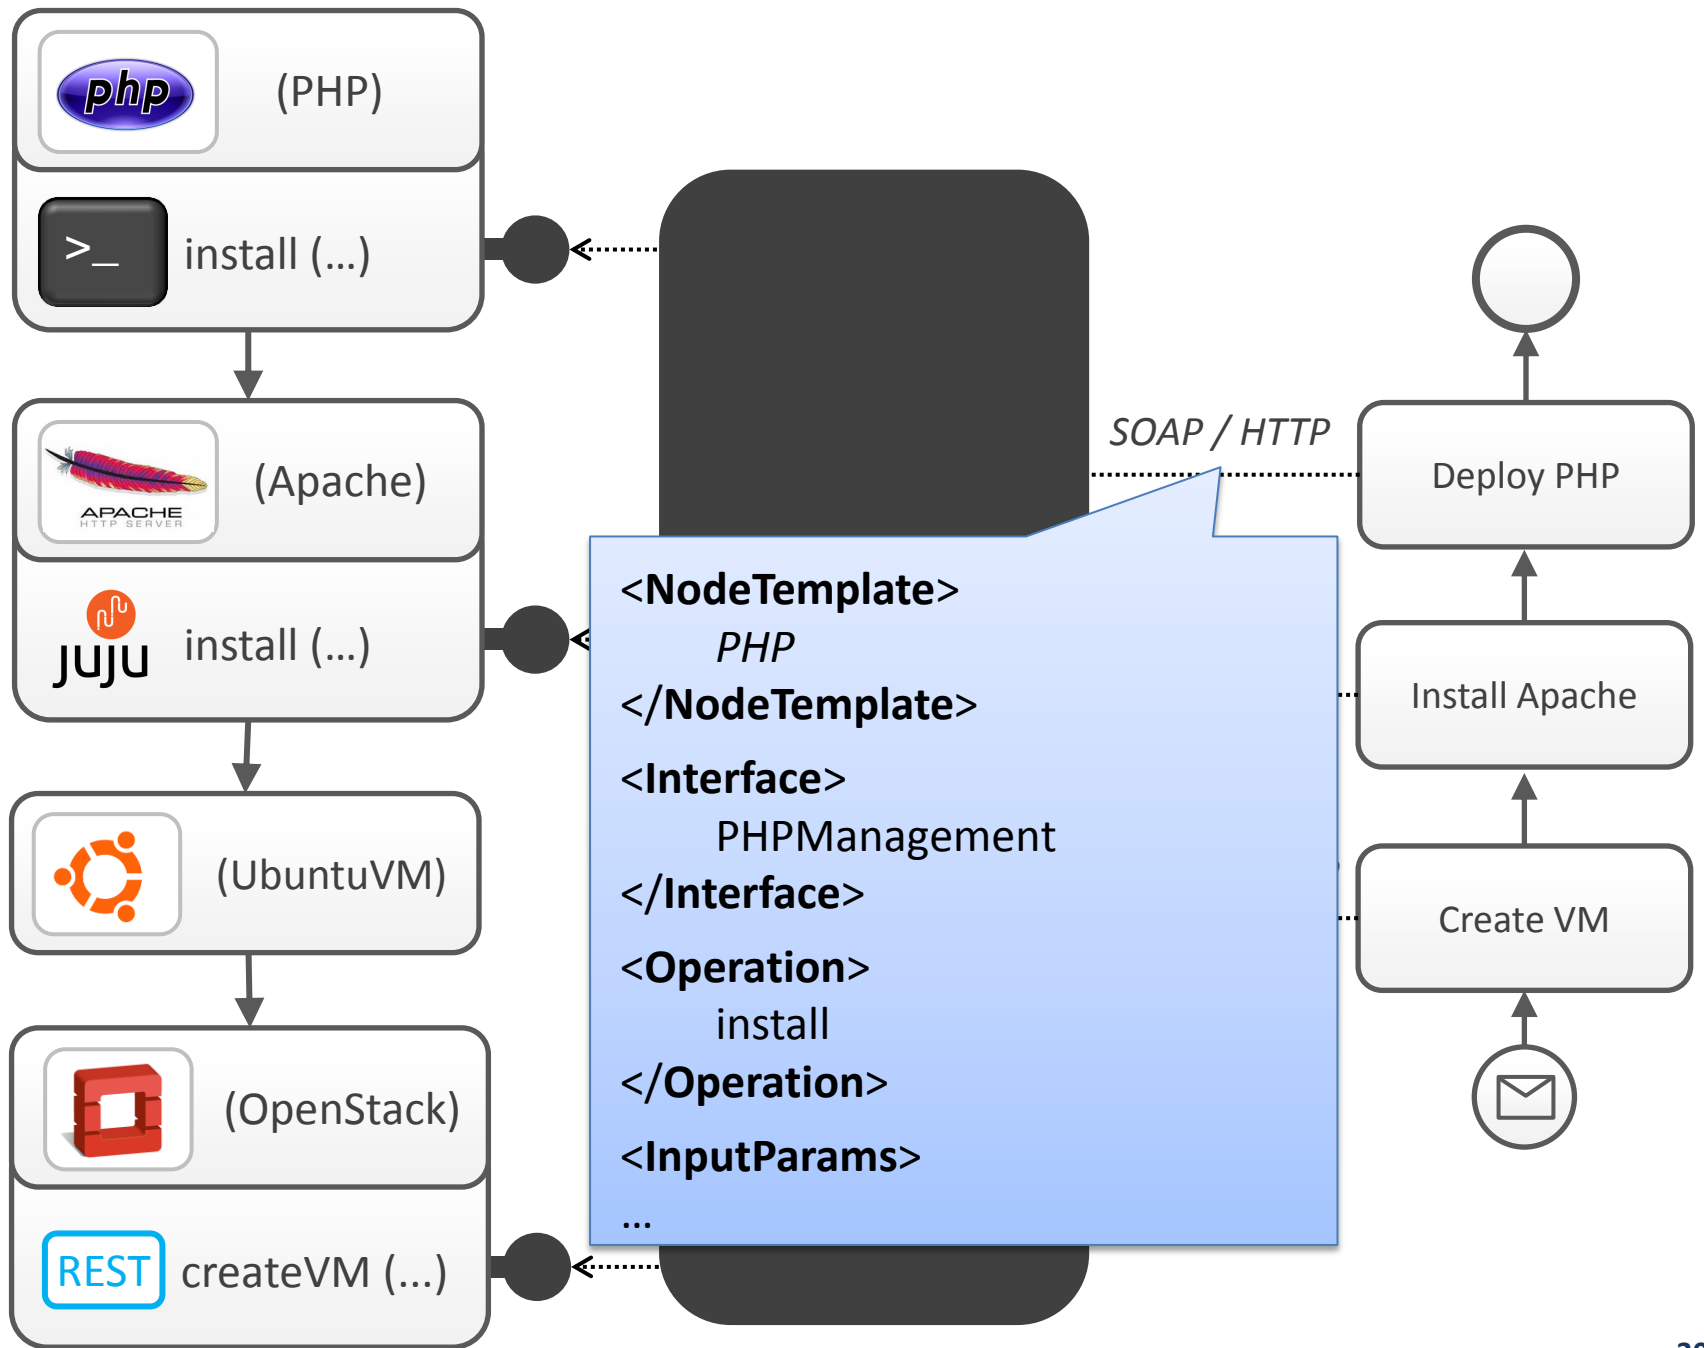 php
(PHP)
>_
install (...)
APACHE
HTTP SERVER
(Apache)
juju
install (...)
(UbuntuVM)
(OpenStack)
REST
createVM (...)
SOAP / HTTP
<NodeTemplate>
PHP
</NodeTemplate>
<Interface>
PHPManagement
</Interface>
<Operation>
install
</Operation>
<InputParams>
...
Deploy PHP
Install Apache
Create VM